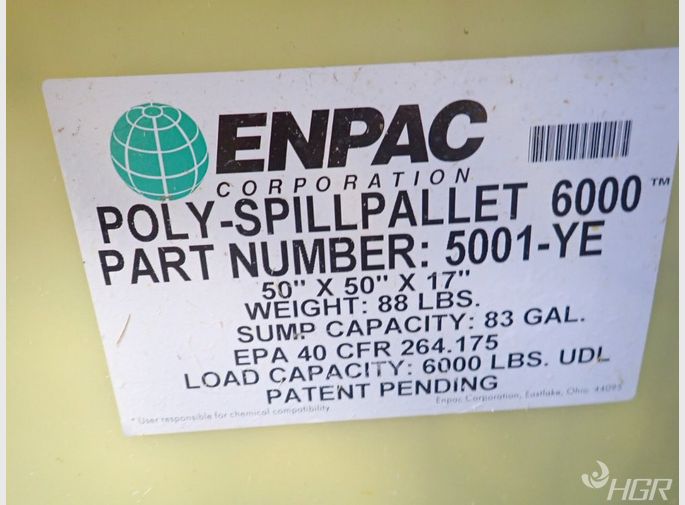 ENPAC
CORPORATION
POLY-SPILLPALLET 6000™
PART NUMBER: 5001-YE
50" X 50" X 17"
WEIGHT: 88 LBS.
SUMP CAPACITY: 83 GAL.
EPA 40 CFR 264.175
LOAD CAPACITY: 6000 LBS. UDL
PATENT PENDING
* User responsible for chemical compatibility
Enpac Corporation, Eastlake, Ohio 44095
HGR